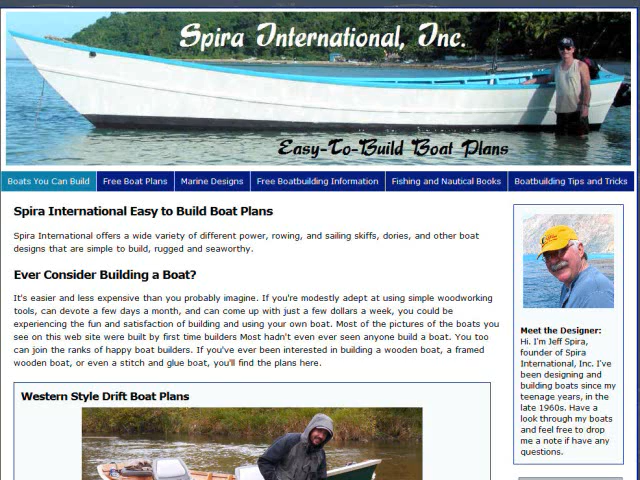 Spira International, Inc.
Easy-To-Build Boat Plans
Boats You Can Build
Free Boat Plans
Marine Designs
Free Boatbuilding Information
Fishing and Nautical Books
Boatbuilding Tips and Tricks
Spira International Easy to Build Boat Plans
Spira International offers a wide variety of different power, rowing, and sailing skiffs, dories, and other boat
designs that are simple to build, rugged and seaworthy.
Ever Consider Building a Boat?
It's easier and less expensive than you probably imagine. If you're modestly adept at using simple woodworking
tools, can devote a few days a month, and can come up with just a few dollars a week, you could be
experiencing the fun and satisfaction of building and using your own boat. Most of the pictures of the boats you
see on this web site were built by first time builders Most hadn't even ever seen anyone build a boat. You too
can join the ranks of happy boat builders. If you've ever been interested in building a wooden boat, a framed
wooden boat, or even a stitch and glue boat, you'll find the plans here.
Western Style Drift Boat Plans
Meet the Designer:
Hi. I'm Jeff Spira,
founder of Spira
International, Inc. I've
been designing and
building boats since my
teenage years, in the
late 1960s. Have a
look through my boats
and feel free to drop
me a note if have any
questions.